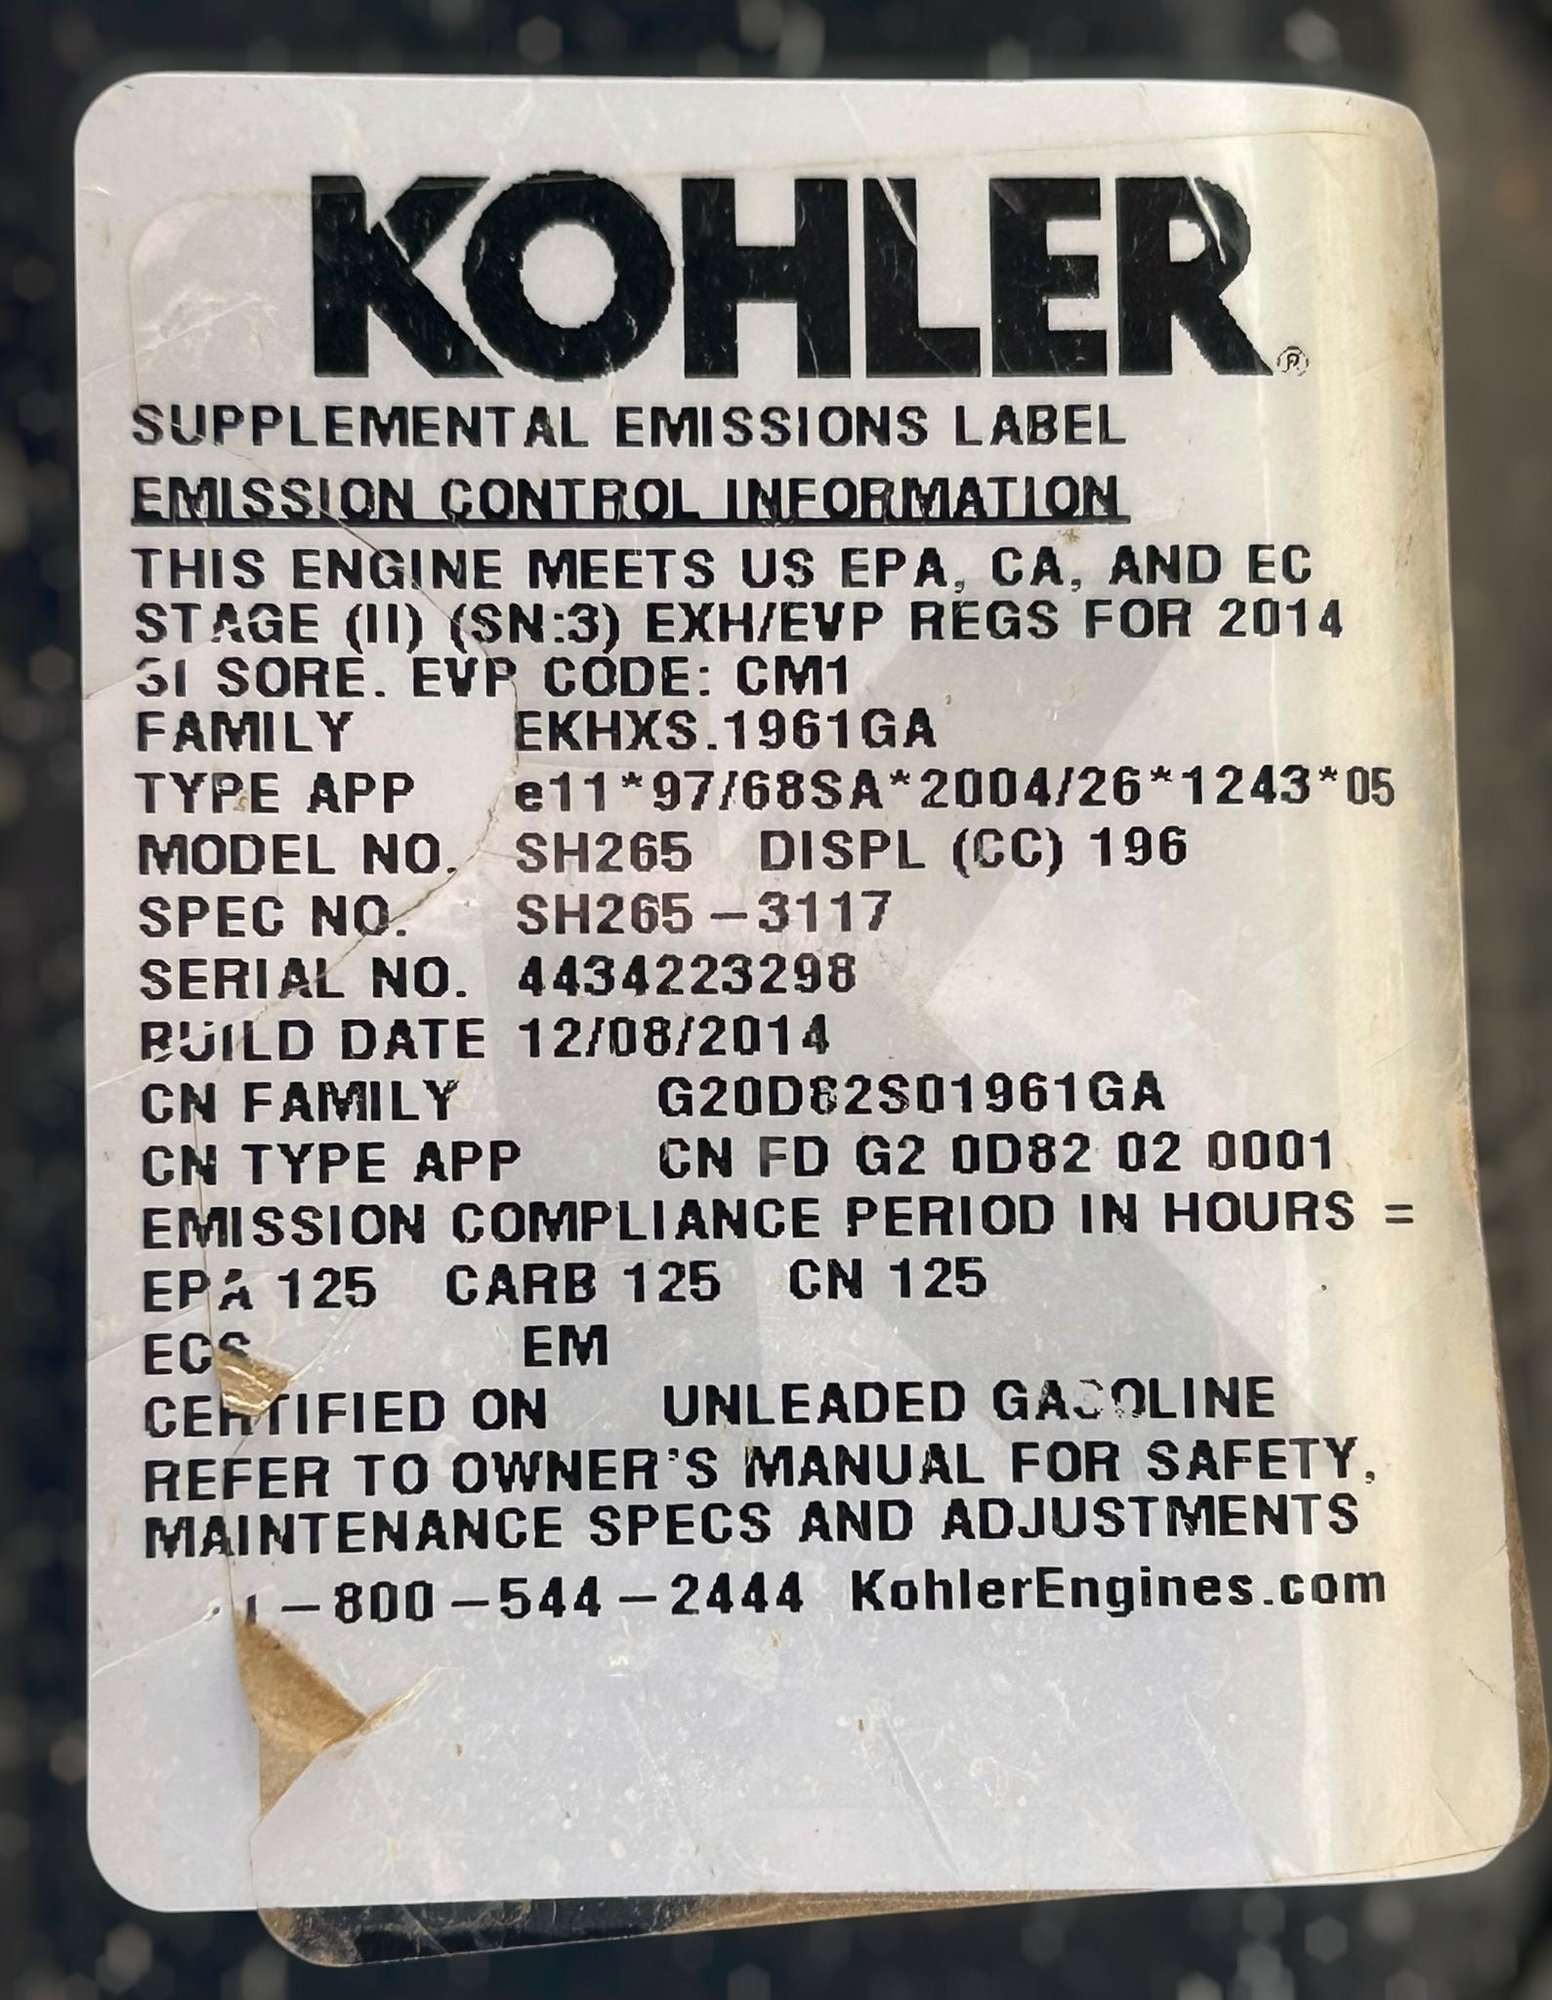 KOHLER®
SUPPLEMENTAL EMISSIONS LABEL
EMISSION CONTROL INFORMATION
THIS ENGINE MEETS US EPA, CA, AND EC
STAGE (II) (SN:3) EXH/EVP REGS FOR 2014
SI SORE. EVP CODE: CM1
FAMILY EKHXS.1961GA
TYPE APP e11*97/68SA*2004/26*1243*05
MODEL NO. SH265 DISPL (CC) 196
SPEC NO. SH265-3117
SERIAL NO. 4434223298
BUILD DATE 12/08/2014
CN FAMILY G20D82S01961GA
CN TYPE APP CN FD G2 0D82 02 0001
EMISSION COMPLIANCE PERIOD IN HOURS =
EPA 125 CARB 125 CN 125
ECS EM
CERTIFIED ON UNLEADED GASOLINE
REFER TO OWNER'S MANUAL FOR SAFETY,
MAINTENANCE SPECS AND ADJUSTMENTS
1-800-544-2444 KohlerEngines.com